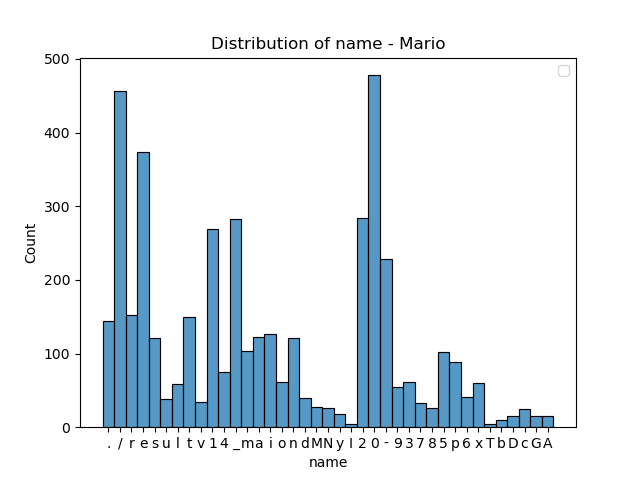 Distribution of name - Mario
500
400
300
200
100
0
Count
. / r e s u l t v 1 4 _ m a i o n d M N y I 2 0 - 9 3 7 8 5 p 6 x T b D c G A
name